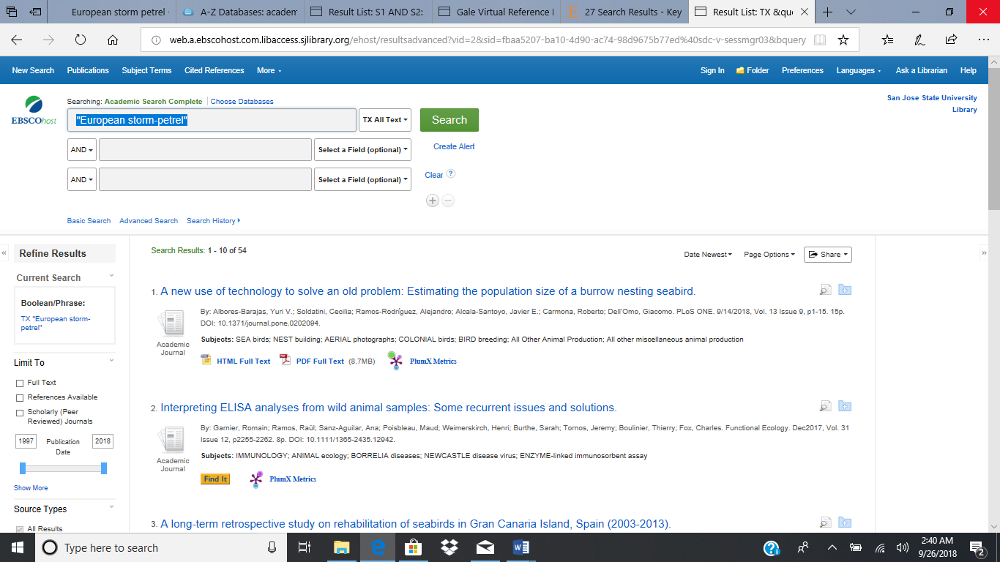 European storm petrel
A-Z Databases: academ
Result List: S1 AND S2:
Gale Virtual Reference
27 Search Results - Key
Result List: TX &que
web.a.ebscohost.com.libaccess.sjlibrary.org/ehost/resultsadvanced?vid=2&sid=fbaa5207-ba10-4d90-ac74-98d9675b77ed%40sdc-v-sessmgr03&bquery
New Search Publications Subject Terms Cited References More Sign In Folder Preferences Languages Ask a Librarian Help
Searching: Academic Search Complete Choose Databases
San Jose State University
Library
EBSCOhost
"European storm-petrel" TX All Text Search
AND Select a Field (optional) Create Alert
AND Select a Field (optional) Clear ?
Basic Search Advanced Search Search History
« Refine Results
Current Search
Boolean/Phrase:
TX "European storm-
petrel"
Limit To
Full Text
References Available
Scholarly (Peer
Reviewed) Journals
1997 Publication 2018
Date
Show More
Source Types
All Results
Search Results: 1 - 10 of 54
Date Newest Page Options Share »
1. A new use of technology to solve an old problem: Estimating the population size of a burrow nesting seabird.
By: Albores-Barajas, Yuri V.; Soldatini, Cecilia; Ramos-Rodríguez, Alejandro; Alcala-Santoyo, Javier E.; Carmona, Roberto; Dell'Omo, Giacomo. PLoS ONE. 9/14/2018, Vol. 13 Issue 9, p1-15. 15p.
DOI: 10.1371/journal.pone.0202094.
Academic
Journal
Subjects: SEA birds; NEST building; AERIAL photographs; COLONIAL birds; BIRD breeding; All Other Animal Production; All other miscellaneous animal production
HTML Full Text PDF Full Text (8.7MB) PlumX Metrics
2. Interpreting ELISA analyses from wild animal samples: Some recurrent issues and solutions.
By: Garnier, Romain; Ramos, Raül; Sanz-Aguilar, Ana; Poisbleau, Maud; Weimerskirch, Henri; Burthe, Sarah; Tornos, Jeremy; Boulinier, Thierry; Fox, Charles. Functional Ecology. Dec2017, Vol. 31
Issue 12, p2255-2262. 8p. DOI: 10.1111/1365-2435.12942.
Academic
Journal
Subjects: IMMUNOLOGY; ANIMAL ecology; BORRELIA diseases; NEWCASTLE disease virus; ENZYME-linked immunosorbent assay
Find It PlumX Metrics
3. A long-term retrospective study on rehabilitation of seabirds in Gran Canaria Island, Spain (2003-2013).
Type here to search
2:40 AM
9/26/2018
2